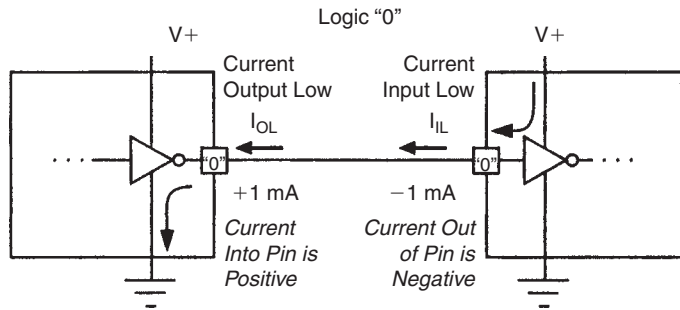 Logic “0”
V+
V+
Current
Output Low
I_OL
Current
Input Low
I_IL
“0”
“0”
+1 mA
−1 mA
Current
Into Pin is
Positive
Current Out
of Pin is
Negative